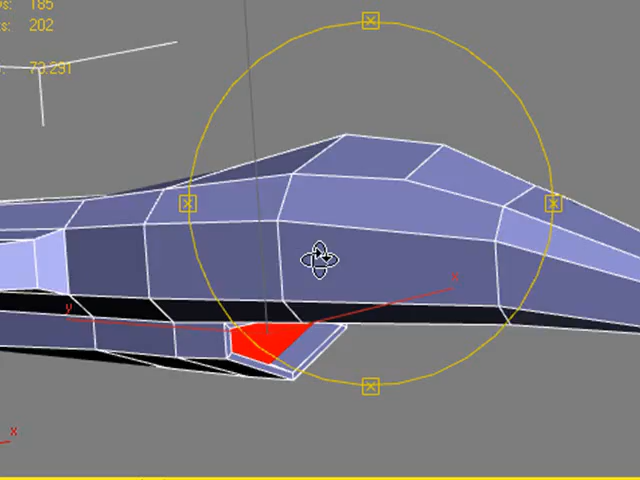 s: 185
s: 202
: 73.291
x
y
x